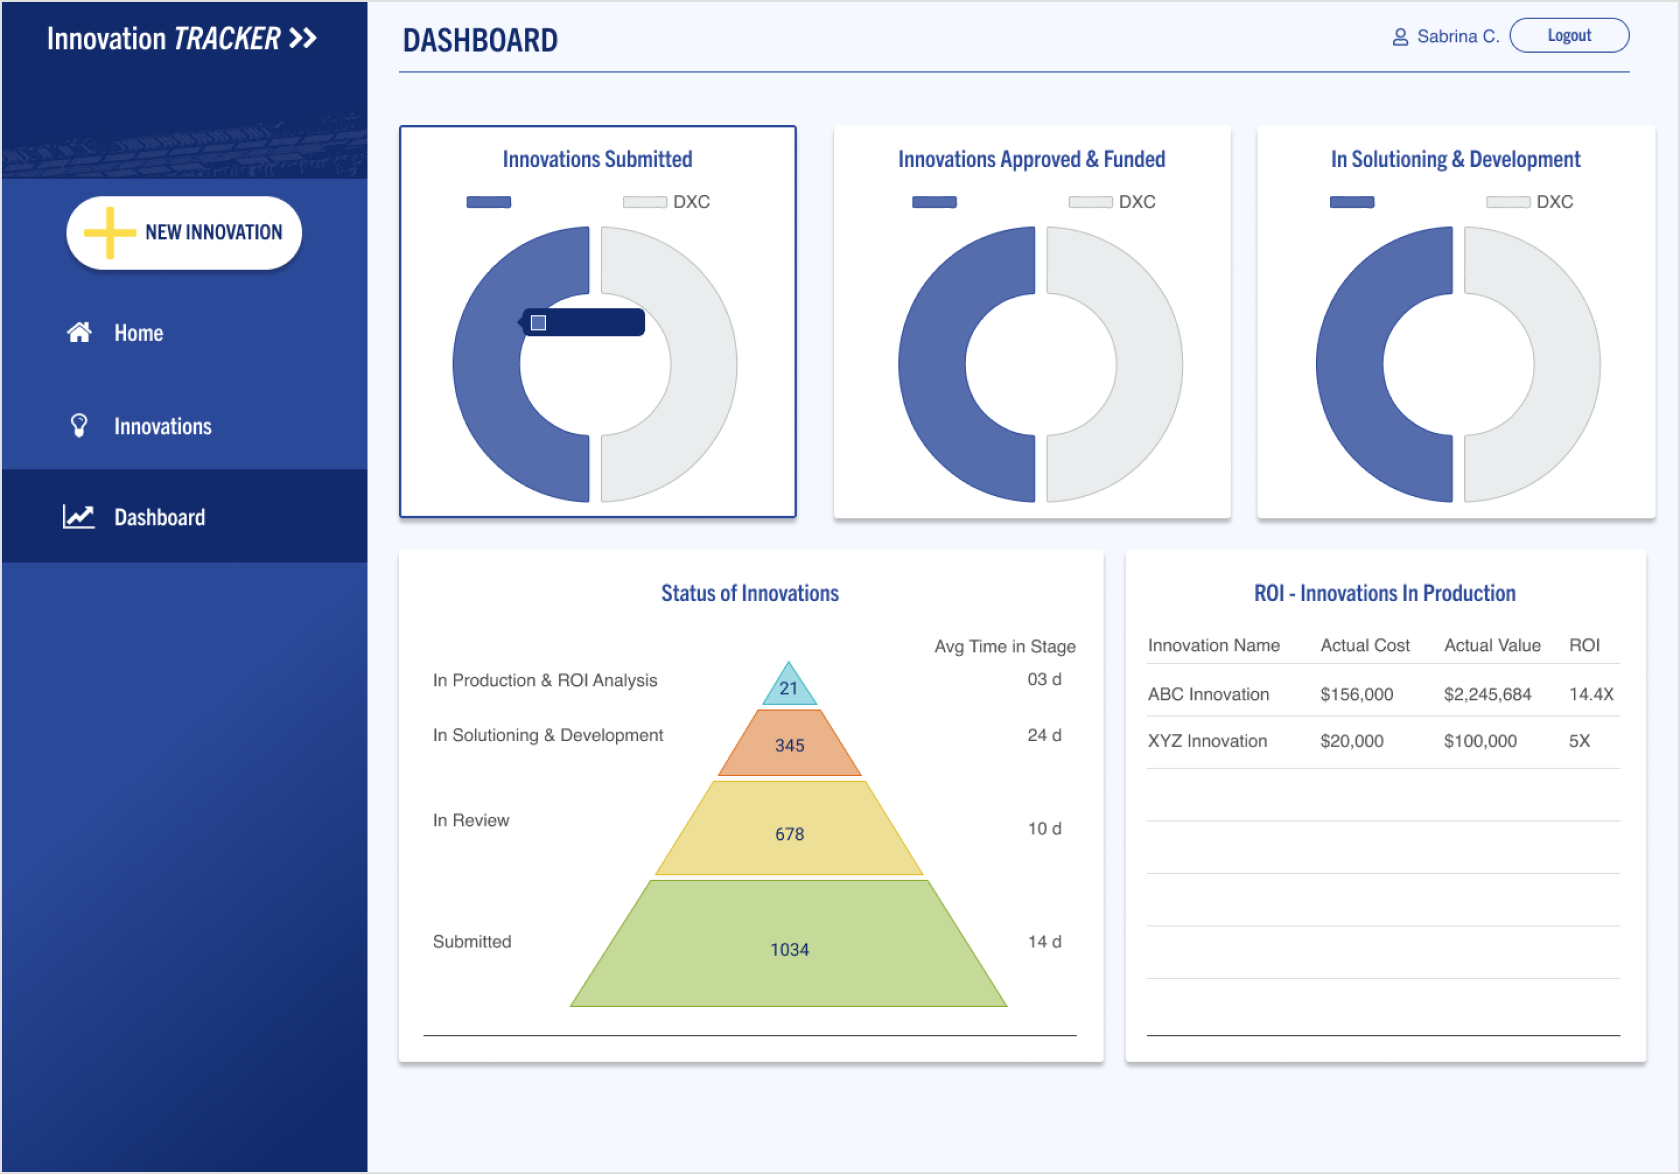 Innovation TRACKER >>
DASHBOARD
Sabrina C.
Logout
NEW INNOVATION
Home
Innovations
Dashboard
Innovations Submitted
DXC
Innovations Approved & Funded
DXC
In Solutioning & Development
DXC
Status of Innovations
Avg Time in Stage
In Production & ROI Analysis 21 03 d
In Solutioning & Development 345 24 d
In Review 678 10 d
Submitted 1034 14 d
ROI - Innovations In Production
Innovation Name Actual Cost Actual Value ROI
ABC Innovation $156,000 $2,245,684 14.4X
XYZ Innovation $20,000 $100,000 5X